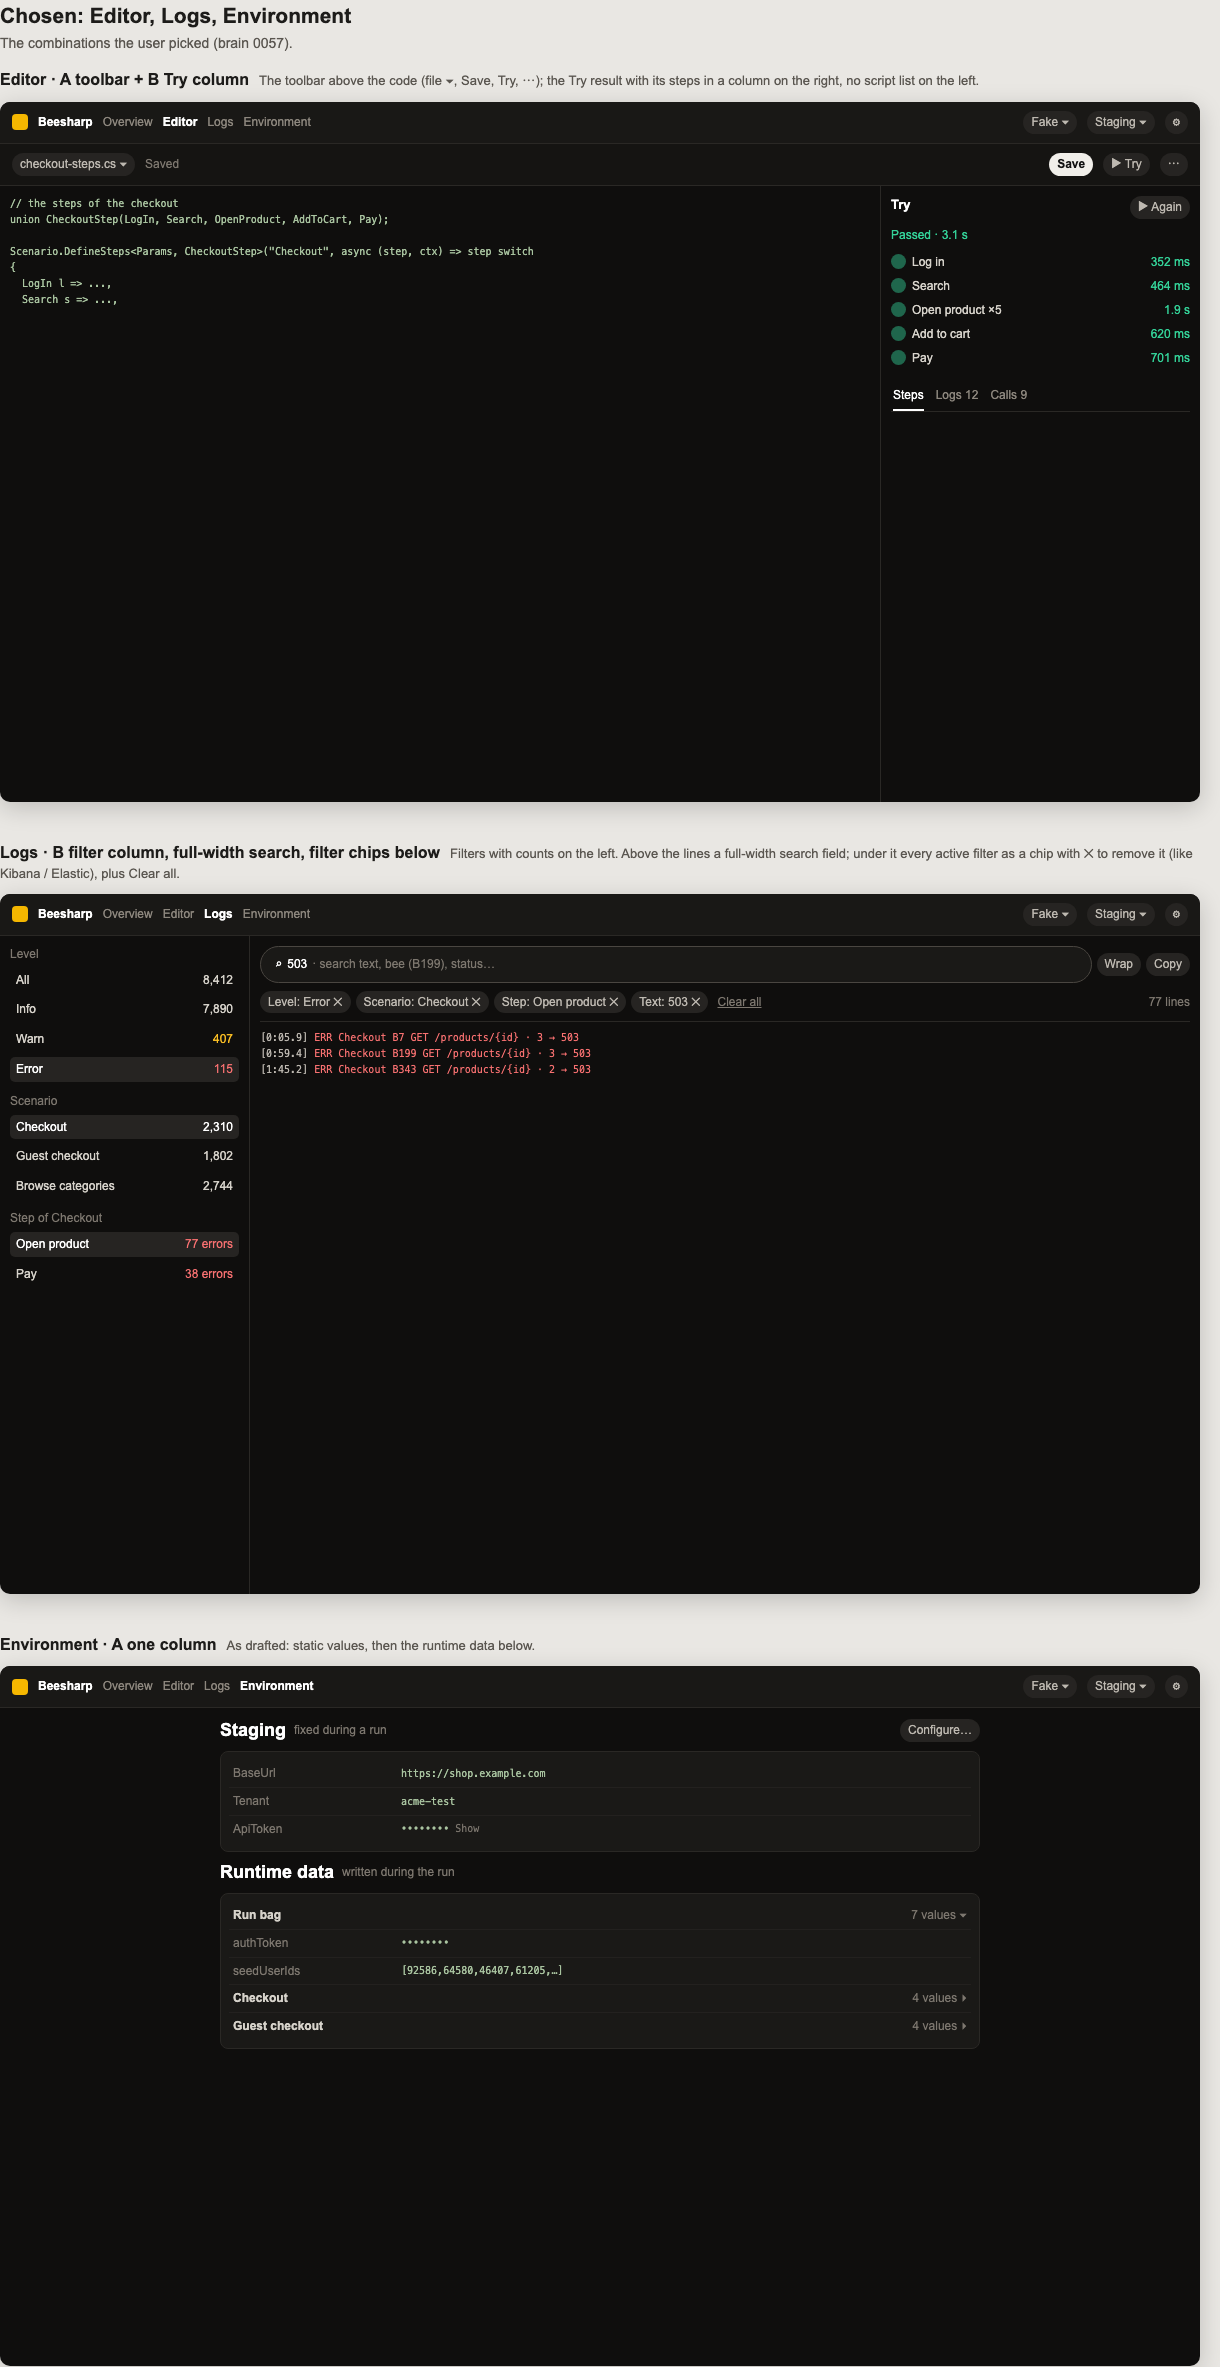 Chosen: Editor, Logs, Environment
The combinations the user picked (brain 0057).
Editor · A toolbar + B Try column The toolbar above the code (file ▾, Save, Try, ⋯); the Try result with its steps in a column on the right, no script list on the left.
Beesharp Overview Editor Logs Environment Fake ▾ Staging ▾ ⚙
checkout-steps.cs ▾ Saved Save ▶ Try ⋯
// the steps of the checkout
union CheckoutStep(LogIn, Search, OpenProduct, AddToCart, Pay);
Scenario.DefineSteps<Params, CheckoutStep>("Checkout", async (step, ctx) => step switch
{
LogIn l => ...,
Search s => ...,
Try ▶ Again
Passed · 3.1 s
Log in 352 ms
Search 464 ms
Open product ×5 1.9 s
Add to cart 620 ms
Pay 701 ms
Steps Logs 12 Calls 9
Logs · B filter column, full-width search, filter chips below Filters with counts on the left. Above the lines a full-width search field; under it every active filter as a chip with ✕ to remove it (like
Kibana / Elastic), plus Clear all.
Beesharp Overview Editor Logs Environment Fake ▾ Staging ▾ ⚙
Level
All 8,412
Info 7,890
Warn 407
Error 115
Scenario
Checkout 2,310
Guest checkout 1,802
Browse categories 2,744
Step of Checkout
Open product 77 errors
Pay 38 errors
⌕ 503 · search text, bee (B199), status… Wrap Copy
Level: Error ✕ Scenario: Checkout ✕ Step: Open product ✕ Text: 503 ✕ Clear all 77 lines
[0:05.9] ERR Checkout B7 GET /products/{id} · 3 → 503
[0:59.4] ERR Checkout B199 GET /products/{id} · 3 → 503
[1:45.2] ERR Checkout B343 GET /products/{id} · 2 → 503
Environment · A one column As drafted: static values, then the runtime data below.
Beesharp Overview Editor Logs Environment Fake ▾ Staging ▾ ⚙
Staging fixed during a run Configure…
BaseUrl https://shop.example.com
Tenant acme-test
ApiToken •••••••• Show
Runtime data written during the run
Run bag 7 values ▾
authToken ••••••••
seedUserIds [92586,64580,46407,61205,…]
Checkout 4 values ▸
Guest checkout 4 values ▸